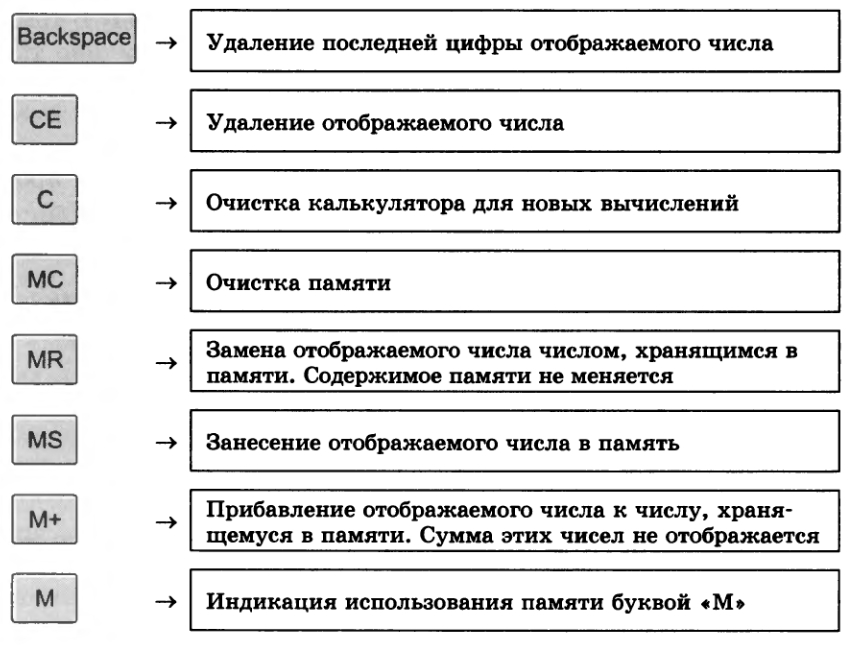 Backspace → Удаление последней цифры отображаемого числа
CE → Удаление отображаемого числа
C → Очистка калькулятора для новых вычислений
MC → Очистка памяти
MR → Замена отображаемого числа числом, хранящимся в
памяти. Содержимое памяти не меняется
MS → Занесение отображаемого числа в память
M+ → Прибавление отображаемого числа к числу, храня-
щемуся в памяти. Сумма этих чисел не отображается
M → Индикация использования памяти буквой «М»